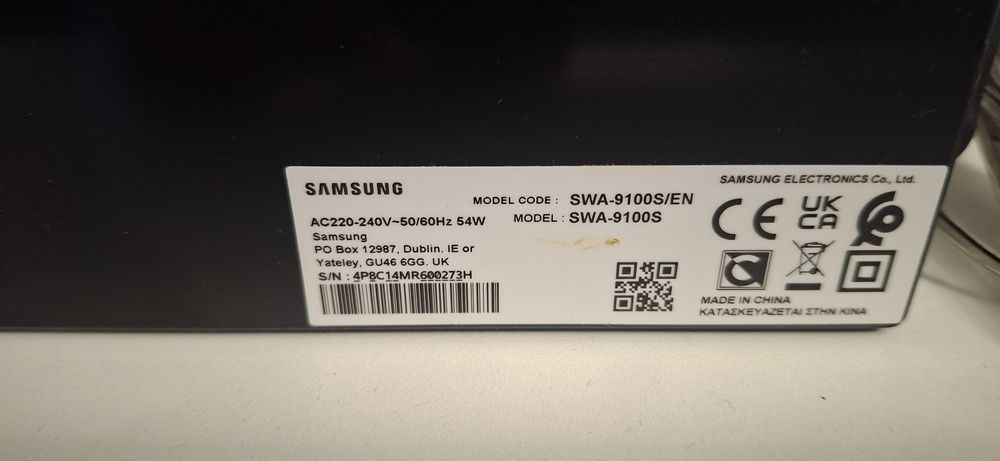 SAMSUNG
MODEL CODE : SWA-9100S/EN
MODEL : SWA-9100S
AC220-240V~50/60Hz 54W
Samsung
PO Box 12987, Dublin. IE or
Yateley, GU46 6GG. UK
S/N : 4P8C14MR600273H
SAMSUNG ELECTRONICS Co., Ltd.
CE
UK
CA
MADE IN CHINA
ΚΑΤΑΣΚΕΥΑΖΕΤΑΙ ΣΤΗΝ ΚΙΝΑ